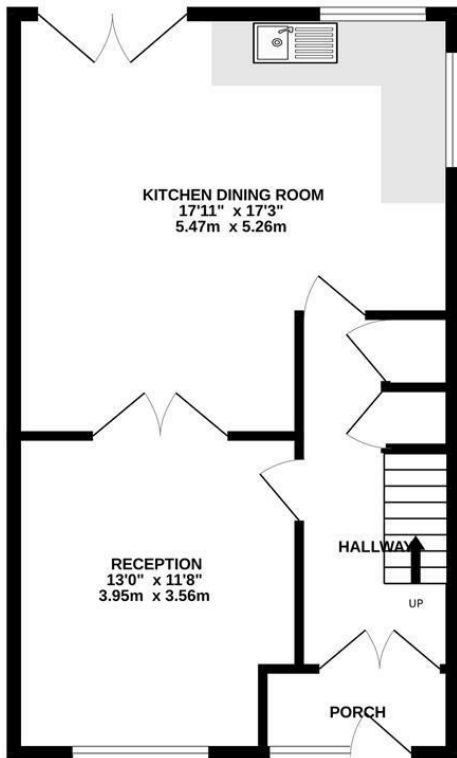 KITCHEN DINING ROOM
17'11" x 17'3"
5.47m x 5.26m
RECEPTION
13'0" x 11'8"
3.95m x 3.56m
HALLWAY
UP
PORCH